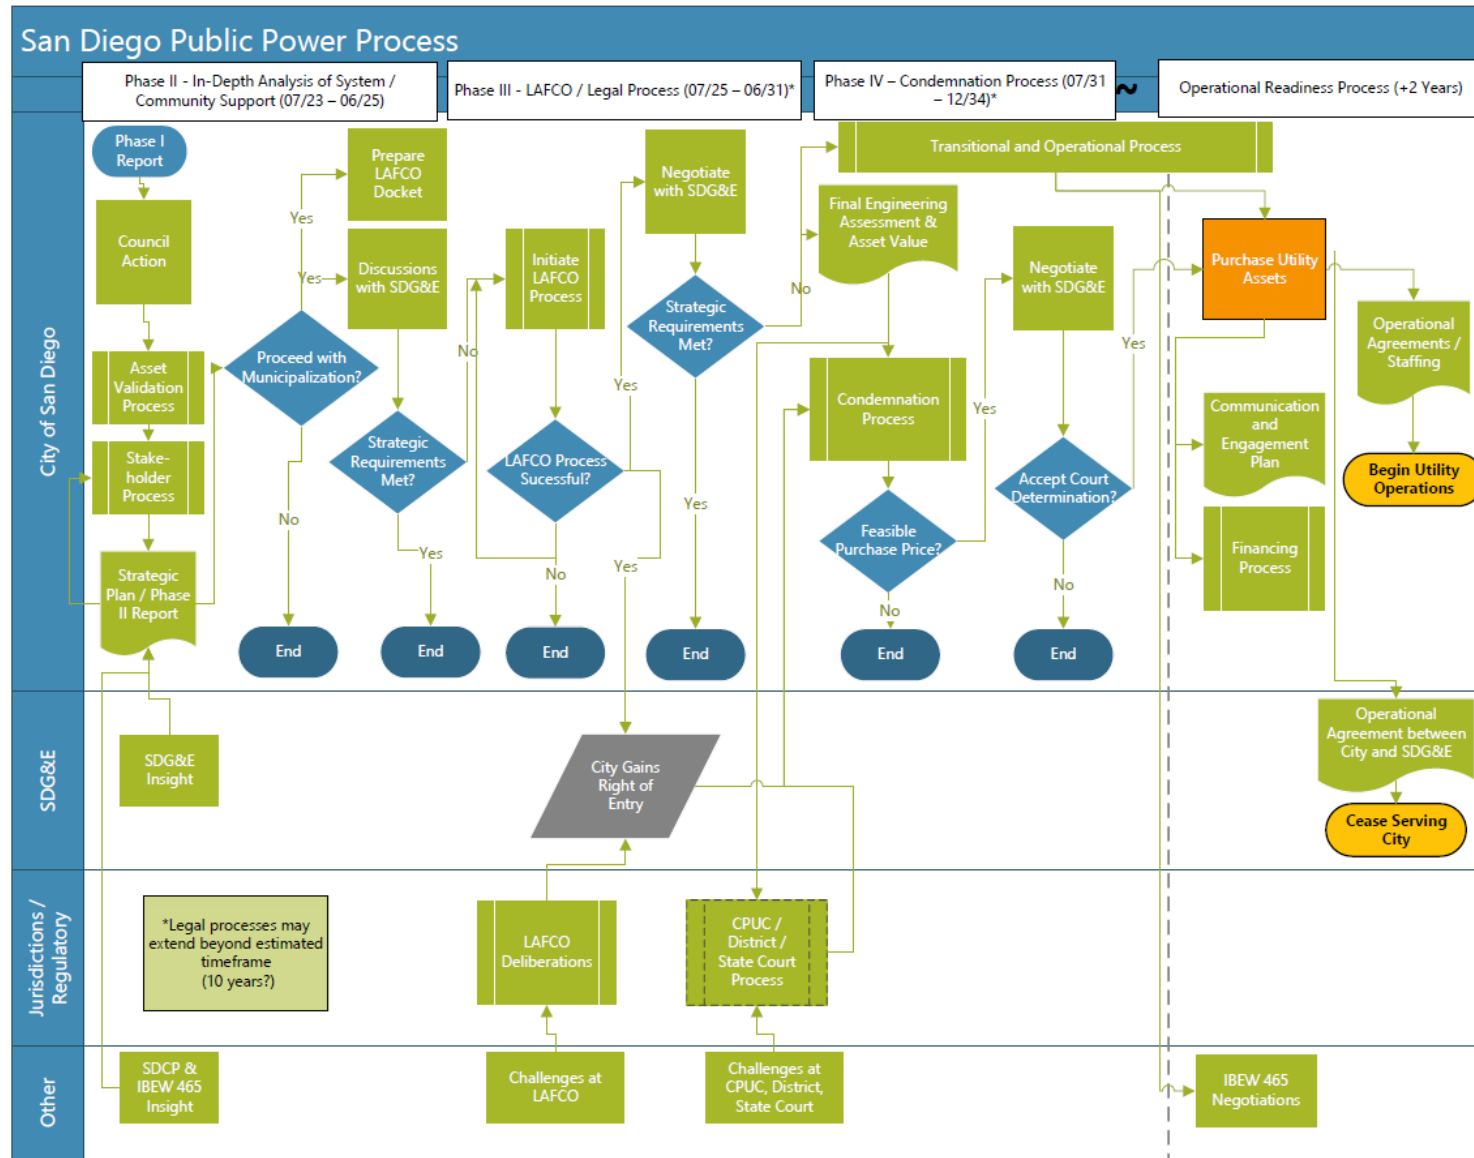 San Diego Public Power Process
Phase II - In-Depth Analysis of System /
Community Support (07/23 – 06/25)
Phase III - LAFCO / Legal Process (07/25 – 06/31)*
Phase IV – Condemnation Process (07/31
– 12/34)*
~
Operational Readiness Process (+2 Years)
City of San Diego
Phase I
Report
Council
Action
Asset
Validation
Process
Stake-
holder
Process
Strategic
Plan / Phase
II Report
Proceed with
Municipalization?
Yes
Yes
No
End
Prepare
LAFCO
Docket
Discussions
with SDG&E
Strategic
Requirements
Met?
No
Yes
End
Initiate
LAFCO
Process
LAFCO Process
Sucessful?
No
End
Yes
Yes
Negotiate
with SDG&E
Strategic
Requirements
Met?
No
Yes
End
Transitional and Operational Process
Final Engineering
Assessment &
Asset Value
Condemnation
Process
Feasible
Purchase Price?
No
End
Yes
Negotiate
with SDG&E
Accept Court
Determination?
Yes
No
End
Purchase Utility
Assets
Communication
and
Engagement
Plan
Financing
Process
Operational
Agreements /
Staffing
Begin Utility
Operations
SDG&E
SDG&E
Insight
City Gains
Right of
Entry
Operational
Agreement between
City and SDG&E
Cease Serving
City
Jurisdictions /
Regulatory
*Legal processes may
extend beyond estimated
timeframe
(10 years?)
LAFCO
Deliberations
CPUC /
District /
State Court
Process
Other
SDCP &
IBEW 465
Insight
Challenges at
LAFCO
Challenges at
CPUC, District,
State Court
IBEW 465
Negotiations